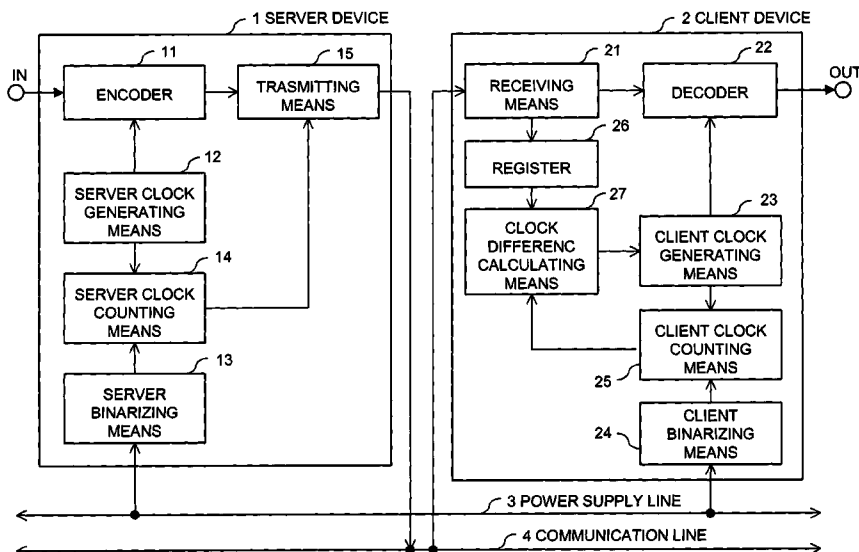 1 SERVER DEVICE
IN
11
ENCODER
15
TRASMITTING
MEANS
12
SERVER CLOCK
GENERATING
MEANS
14
SERVER CLOCK
COUNTING
MEANS
13
SERVER
BINARIZING
MEANS
2 CLIENT DEVICE
21
RECEIVING
MEANS
22
DECODER
OUT
26
REGISTER
27
CLOCK
DIFFERENC
CALCULATING
MEANS
23
CLIENT CLOCK
GENERATING
MEANS
CLIENT CLOCK
COUNTING
MEANS
25
CLIENT
BINARIZING
MEANS
24
3 POWER SUPPLY LINE
4 COMMUNICATION LINE